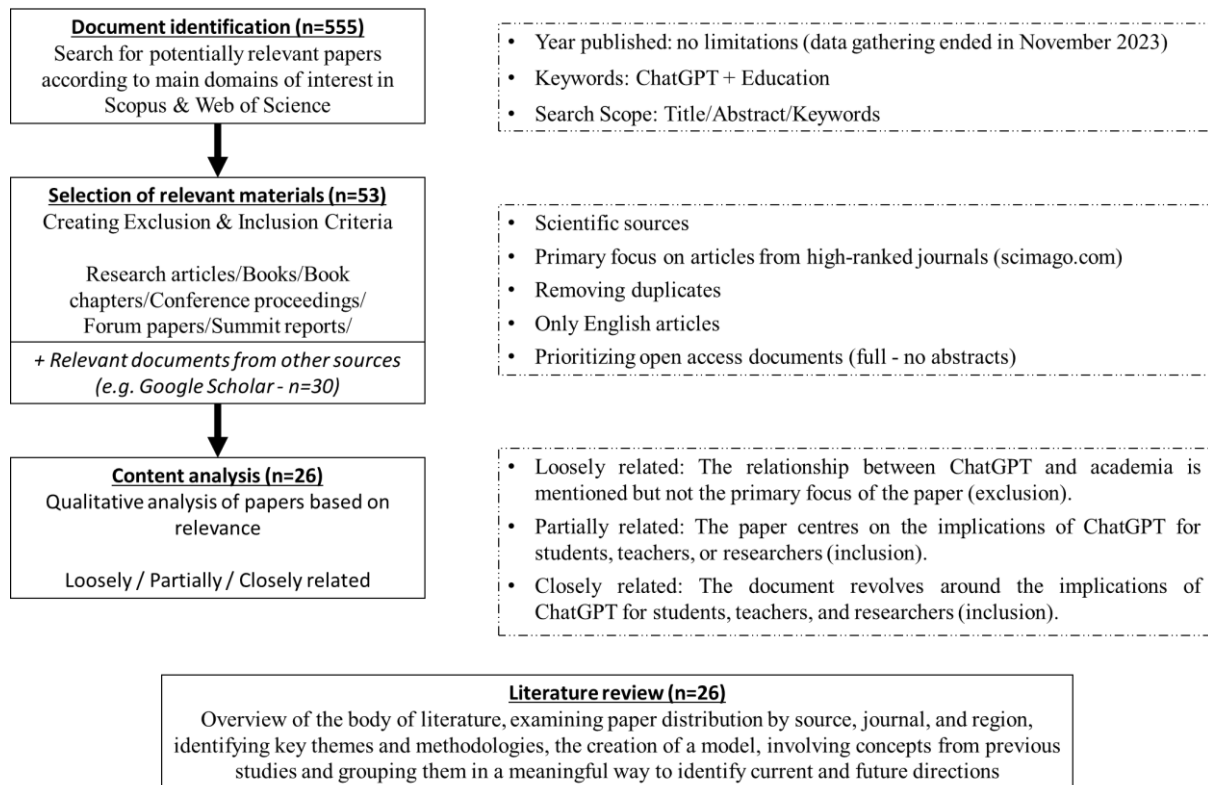 Document identification (n=555)
Search for potentially relevant papers
according to main domains of interest in
Scopus & Web of Science
• Year published: no limitations (data gathering ended in November 2023)
• Keywords: ChatGPT + Education
• Search Scope: Title/Abstract/Keywords
Selection of relevant materials (n=53)
Creating Exclusion & Inclusion Criteria
Research articles/Books/Book
chapters/Conference proceedings/
Forum papers/Summit reports/
+ Relevant documents from other sources
(e.g. Google Scholar - n=30)
• Scientific sources
• Primary focus on articles from high-ranked journals (scimago.com)
• Removing duplicates
• Only English articles
• Prioritizing open access documents (full - no abstracts)
Content analysis (n=26)
Qualitative analysis of papers based on
relevance
Loosely / Partially / Closely related
• Loosely related: The relationship between ChatGPT and academia is
mentioned but not the primary focus of the paper (exclusion).
• Partially related: The paper centres on the implications of ChatGPT for
students, teachers, or researchers (inclusion).
• Closely related: The document revolves around the implications of
ChatGPT for students, teachers, and researchers (inclusion).
Literature review (n=26)
Overview of the body of literature, examining paper distribution by source, journal, and region,
identifying key themes and methodologies, the creation of a model, involving concepts from previous
studies and grouping them in a meaningful way to identify current and future directions